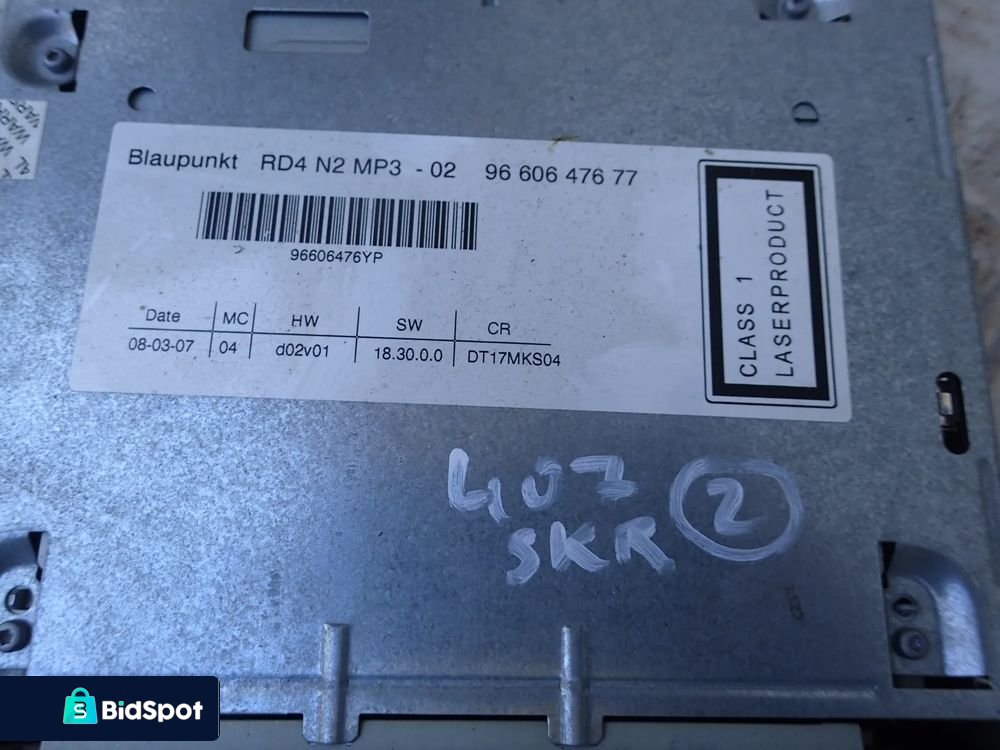 Blaupunkt RD4 N2 MP3 - 02 96 606 476 77
96606476YP
Date MC HW SW CR
08-03-07 04 d02v01 18.30.0.0 DT17MKS04
CLASS 1
LASERPRODUCT
407
SKR 2
BidSpot